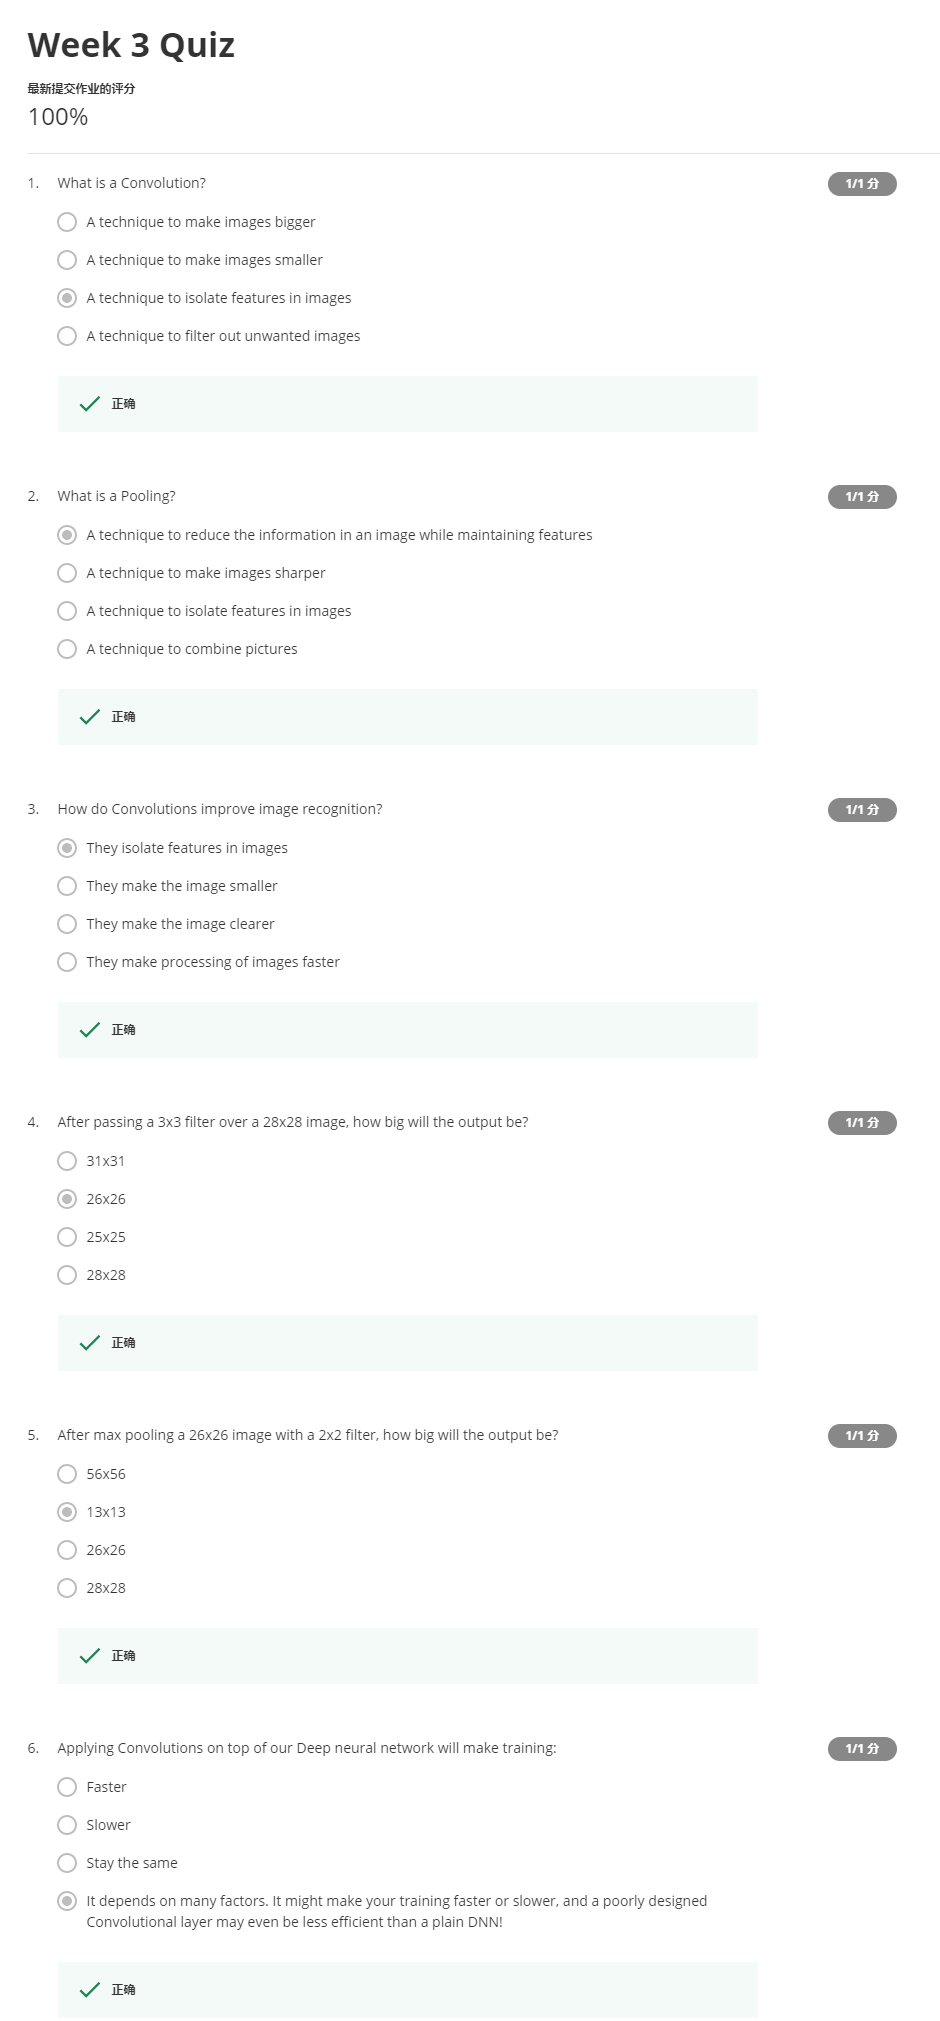 Week 3 Quiz
最新提交作业的评分
100%
1. What is a Convolution? 1/1 分
A technique to make images bigger
A technique to make images smaller
A technique to isolate features in images
A technique to filter out unwanted images
正确
2. What is a Pooling? 1/1 分
A technique to reduce the information in an image while maintaining features
A technique to make images sharper
A technique to isolate features in images
A technique to combine pictures
正确
3. How do Convolutions improve image recognition? 1/1 分
They isolate features in images
They make the image smaller
They make the image clearer
They make processing of images faster
正确
4. After passing a 3x3 filter over a 28x28 image, how big will the output be? 1/1 分
31x31
26x26
25x25
28x28
正确
5. After max pooling a 26x26 image with a 2x2 filter, how big will the output be? 1/1 分
56x56
13x13
26x26
28x28
正确
6. Applying Convolutions on top of our Deep neural network will make training: 1/1 分
Faster
Slower
Stay the same
It depends on many factors. It might make your training faster or slower, and a poorly designed
Convolutional layer may even be less efficient than a plain DNN!
正确